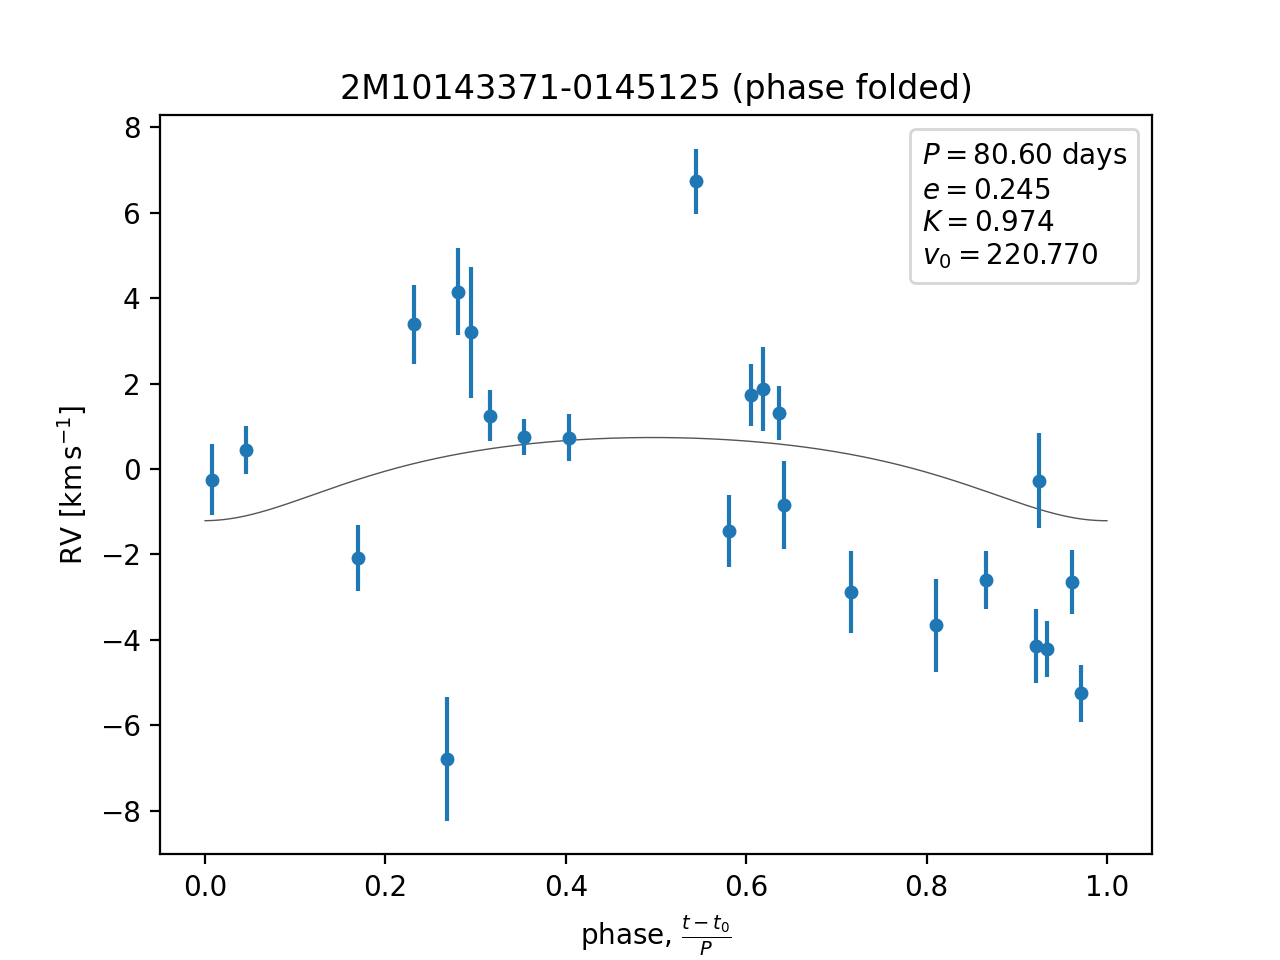 2M10143371-0145125 (phase folded)
P = 80.60 days
e = 0.245
K = 0.974
v₀ = 220.770
8
6
4
2
0
−2
−4
−6
−8
RV [km s⁻¹]
0.0 0.2 0.4 0.6 0.8 1.0
phase, (t − t₀)/P